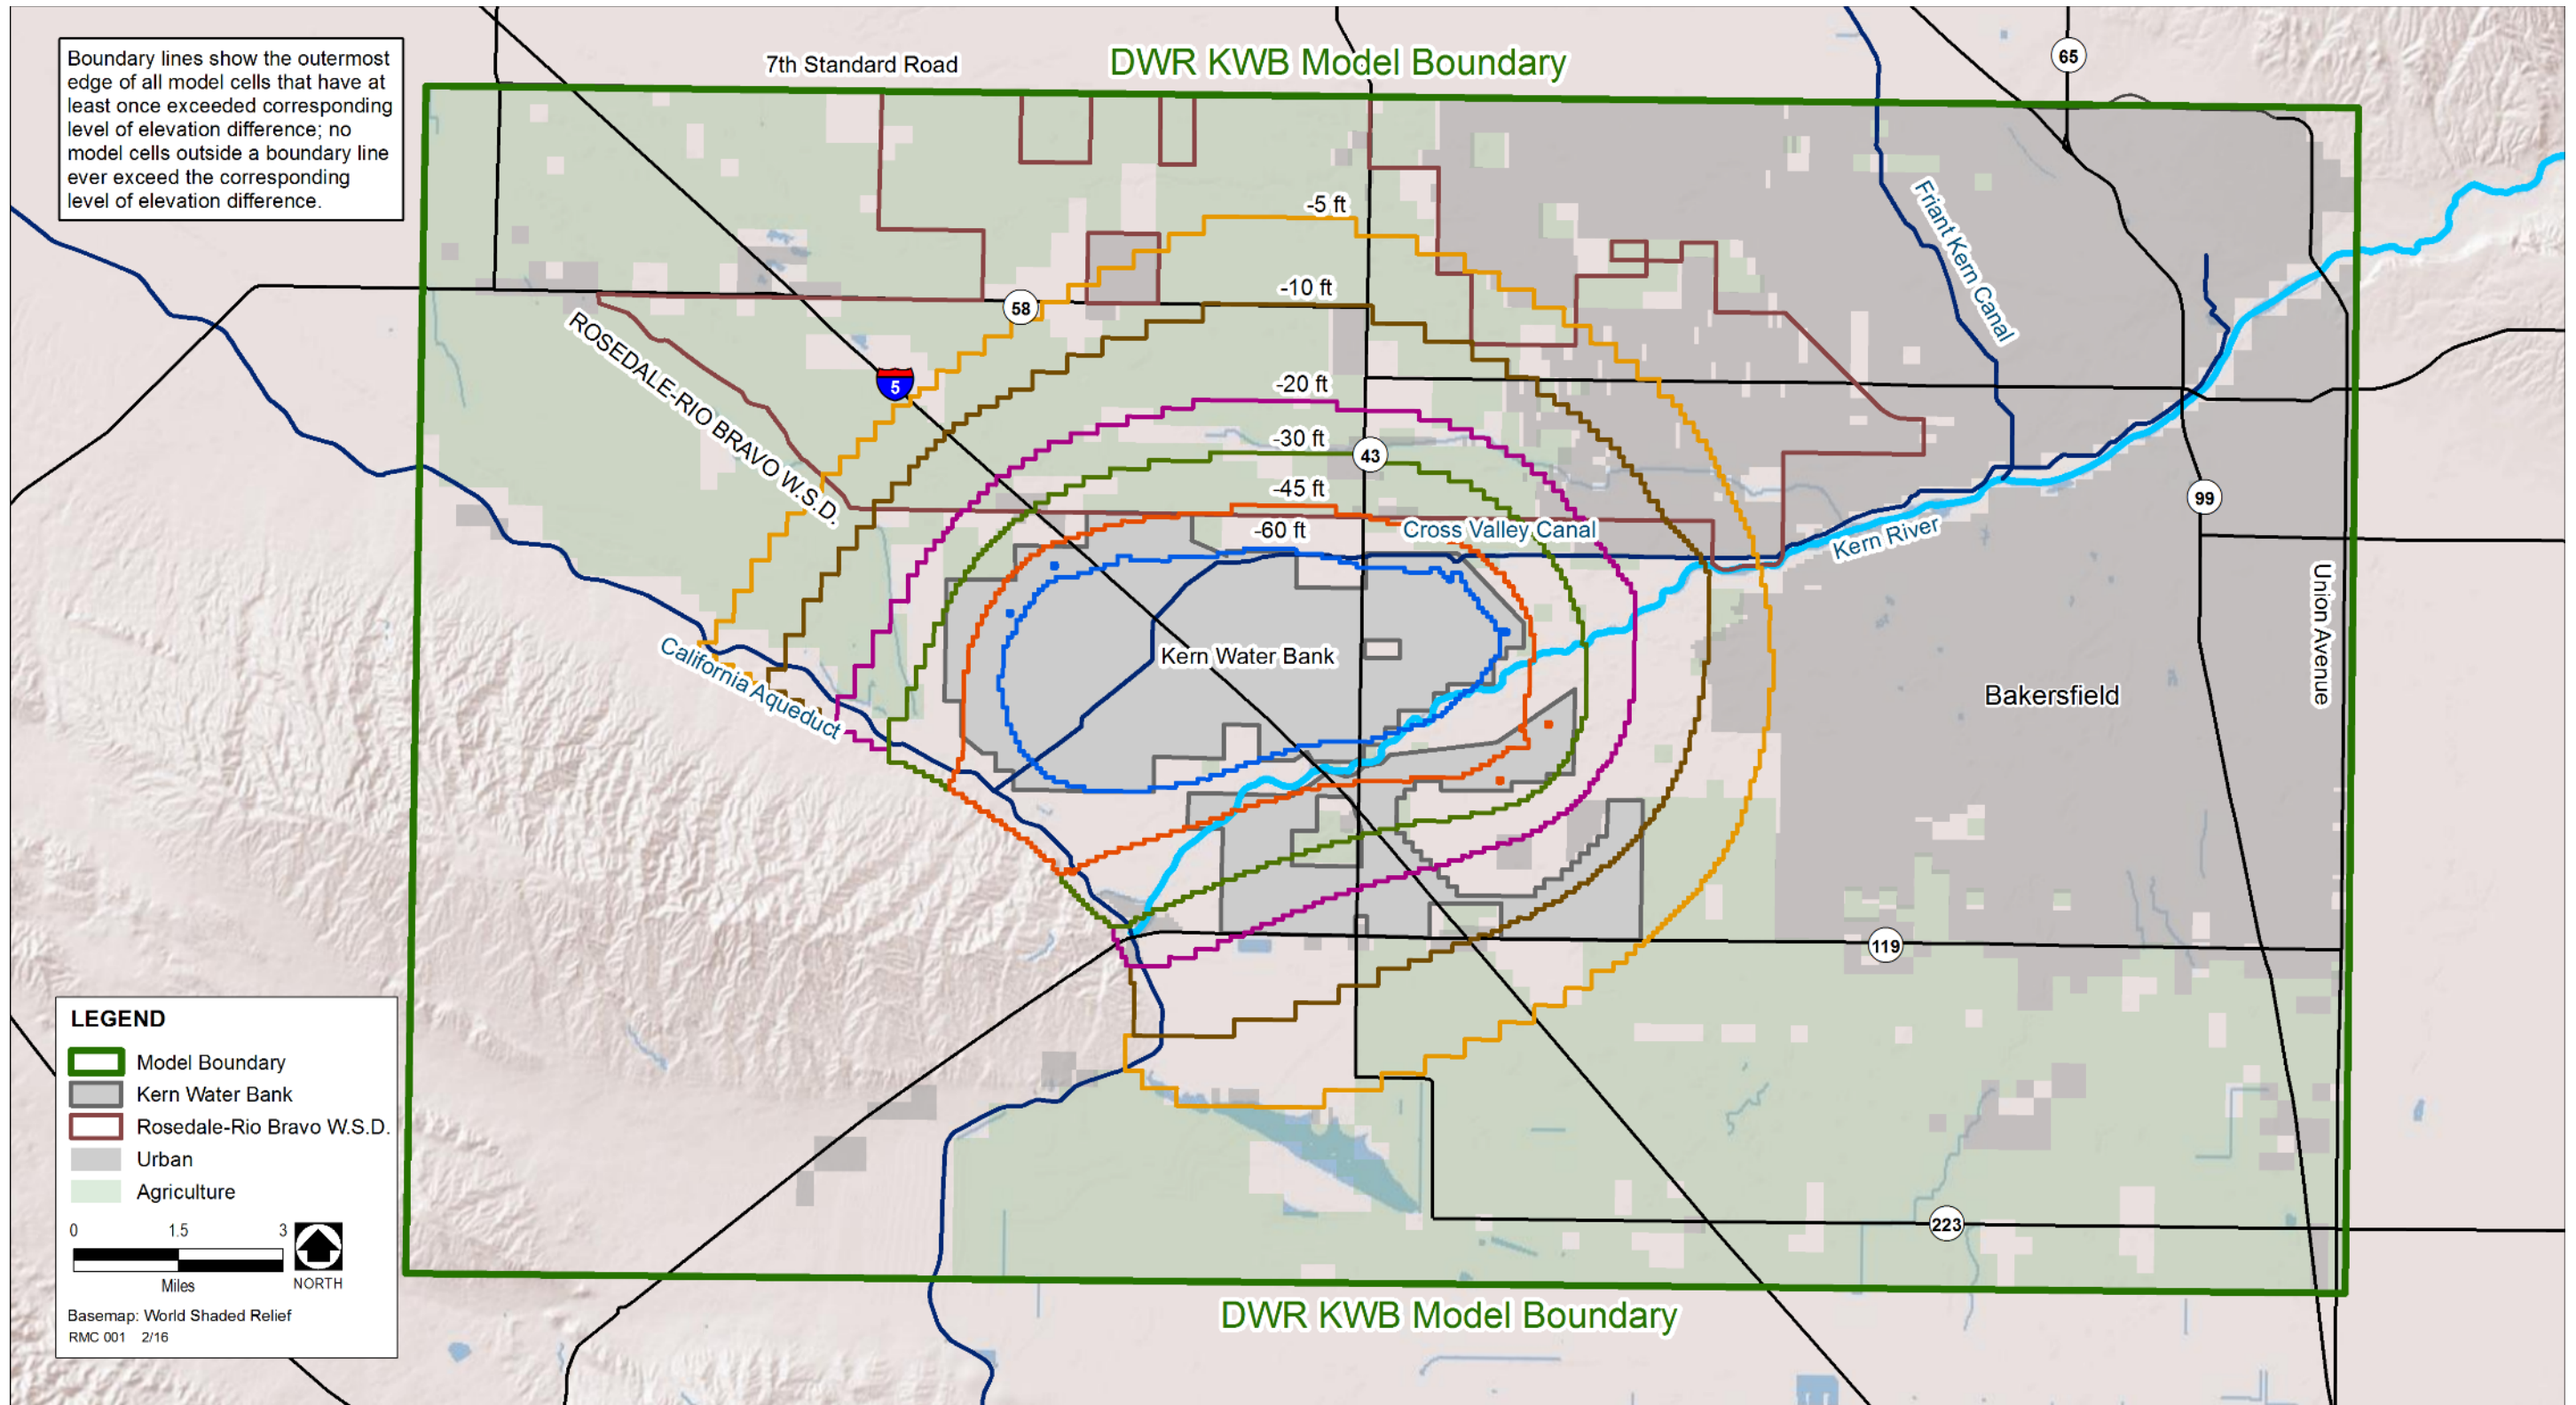 Boundary lines show the outermost
edge of all model cells that have at
least once exceeded corresponding
level of elevation difference; no
model cells outside a boundary line
ever exceed the corresponding
level of elevation difference.
7th Standard Road
DWR KWB Model Boundary
65
-5 ft
Friant Kern Canal
-10 ft
58
ROSEDALE-RIO BRAVO W.S.D.
5
-20 ft
-30 ft
43
-45 ft
99
-60 ft
Cross Valley Canal
Kern River
Union Avenue
California Aqueduct
Kern Water Bank
Bakersfield
119
LEGEND
Model Boundary
Kern Water Bank
Rosedale-Rio Bravo W.S.D.
Urban
Agriculture
0 1.5 3
Miles
NORTH
Basemap: World Shaded Relief
RMC 001 2/16
223
DWR KWB Model Boundary